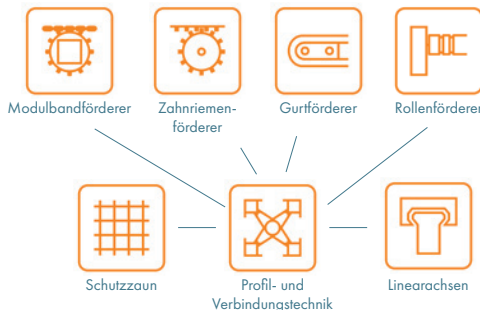 Modulbandförderer
Zahnriemen-
förderer
Gurtförderer
Rollenförderer
Schutzzaun
Profil- und
Verbindungstechnik
Linearachsen